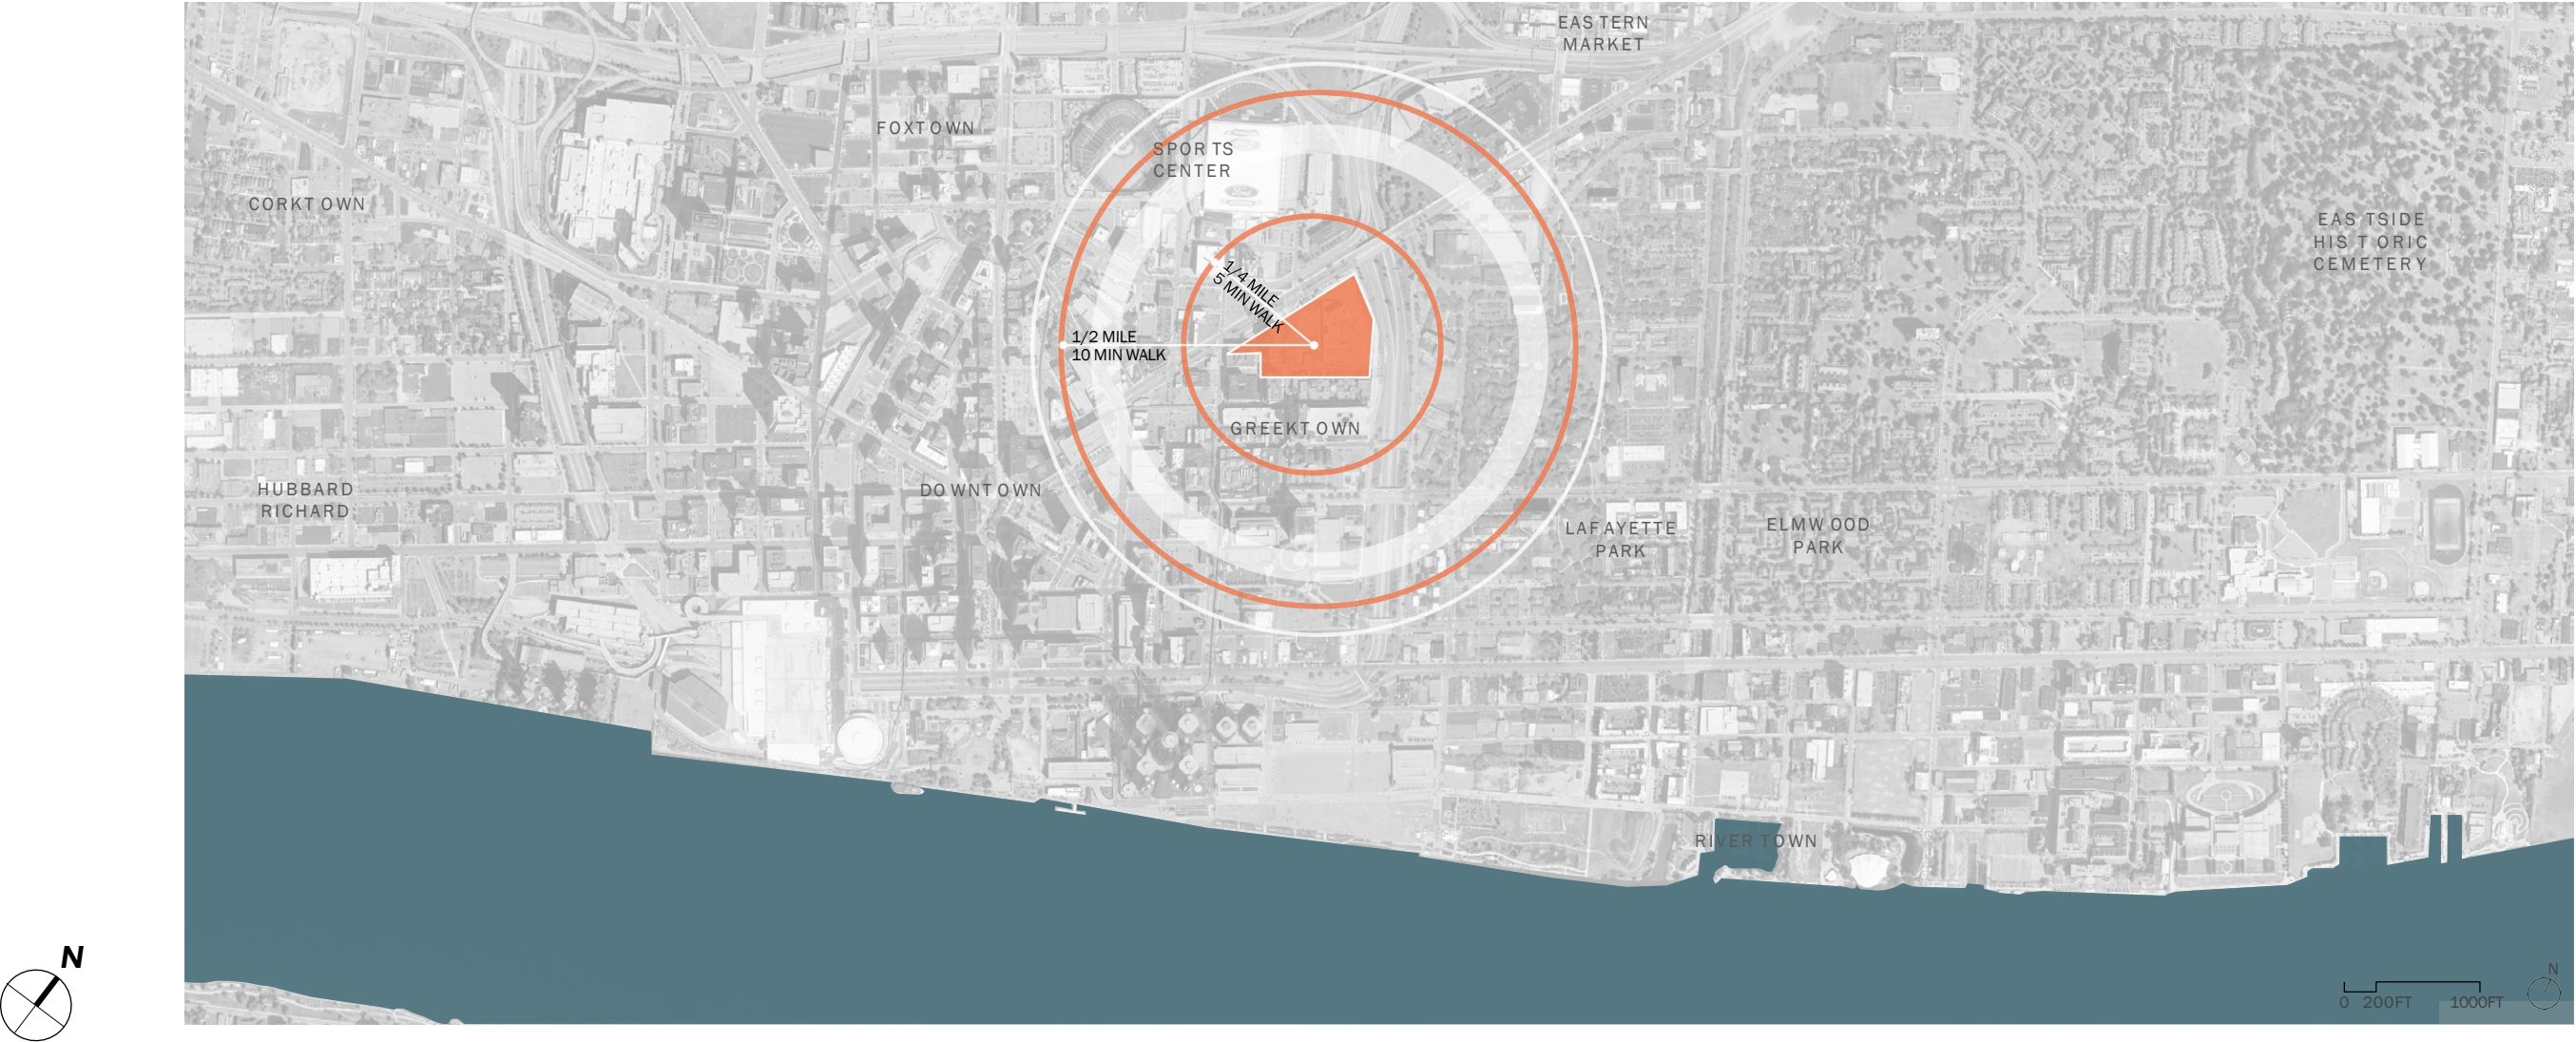 EASTERN
MARKET
FOXTOWN
SPORTS
CENTER
CORKTOWN
EASTSIDE
HISTORIC
CEMETERY
1/4 MILE
5 MIN WALK
1/2 MILE
10 MIN WALK
GREEKTOWN
HUBBARD
RICHARD
DOWNTOWN
LAFAYETTE
PARK
ELMWOOD
PARK
RIVER TOWN
N
N
0 200FT 1000FT